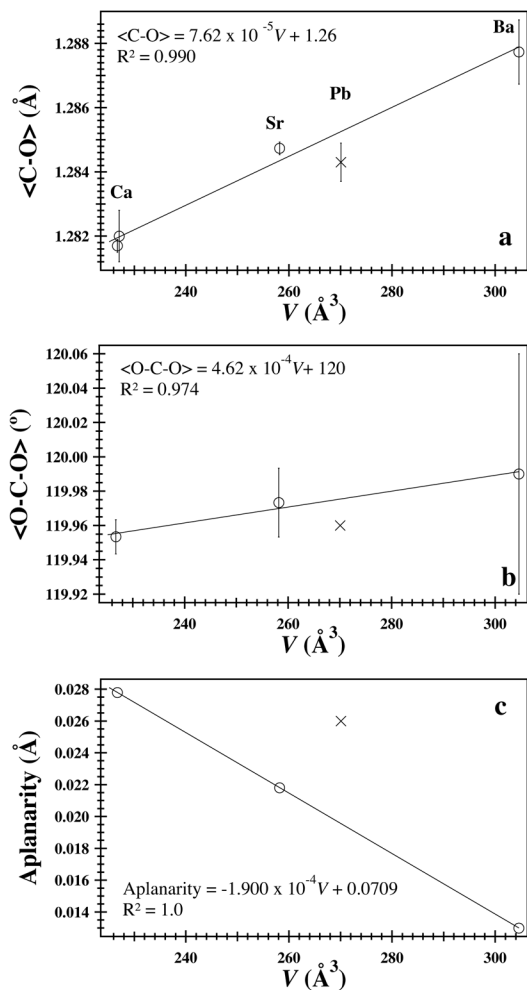 <C-O> = 7.62 x 10⁻⁵V + 1.26
R² = 0.990
1.288
1.286
1.284
1.282
<C-O> (Å)
Ca
Sr
Pb
Ba
a
240
260
280
300
V (Å³)
<O-C-O> = 4.62 x 10⁻⁴V+ 120
R² = 0.974
120.06
120.04
120.02
120.00
119.98
119.96
119.94
119.92
<O-C-O> (º)
b
240
260
280
300
V (Å³)
0.028
0.026
0.024
0.022
0.020
0.018
0.016
0.014
Aplanarity (Å)
c
Aplanarity = -1.900 x 10⁻⁴V + 0.0709
R² = 1.0
240
260
280
300
V (Å³)